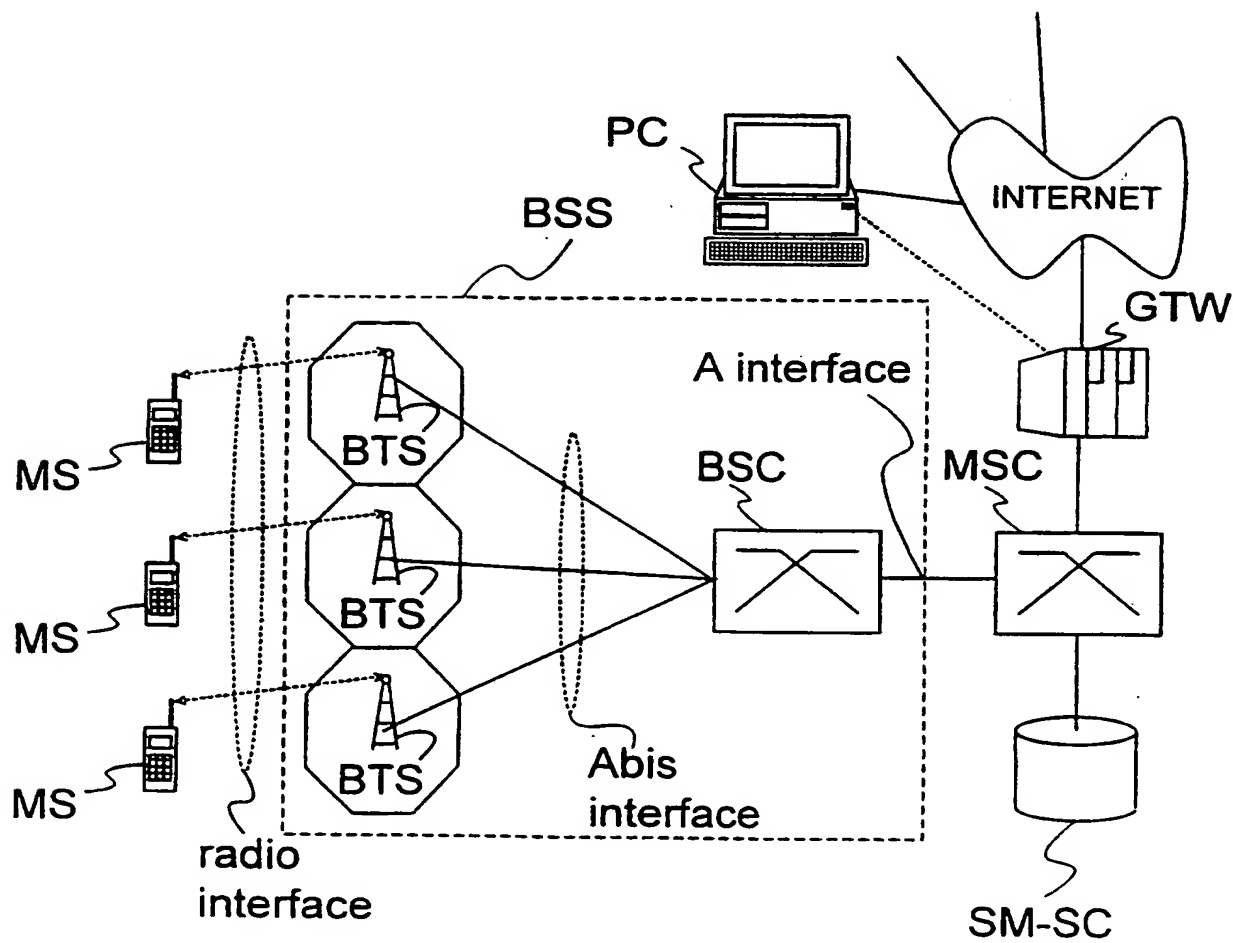 PC
INTERNET
BSS
GTW
A interface
BTS
MS
BSC
MSC
BTS
MS
BTS
MS
Abis
interface
radio
interface
SM-SC